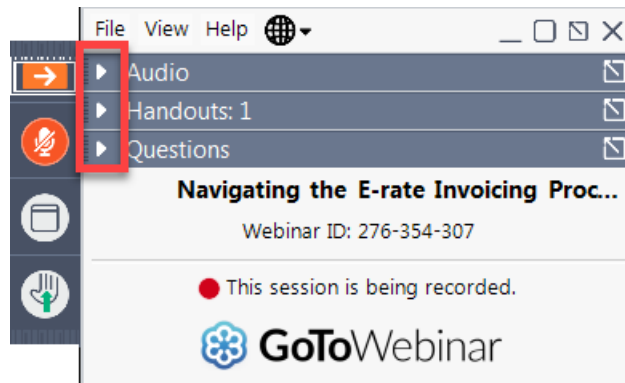 File View Help
Audio
Handouts: 1
Questions
Navigating the E-rate Invoicing Proc...
Webinar ID: 276-354-307
This session is being recorded.
GoToWebinar